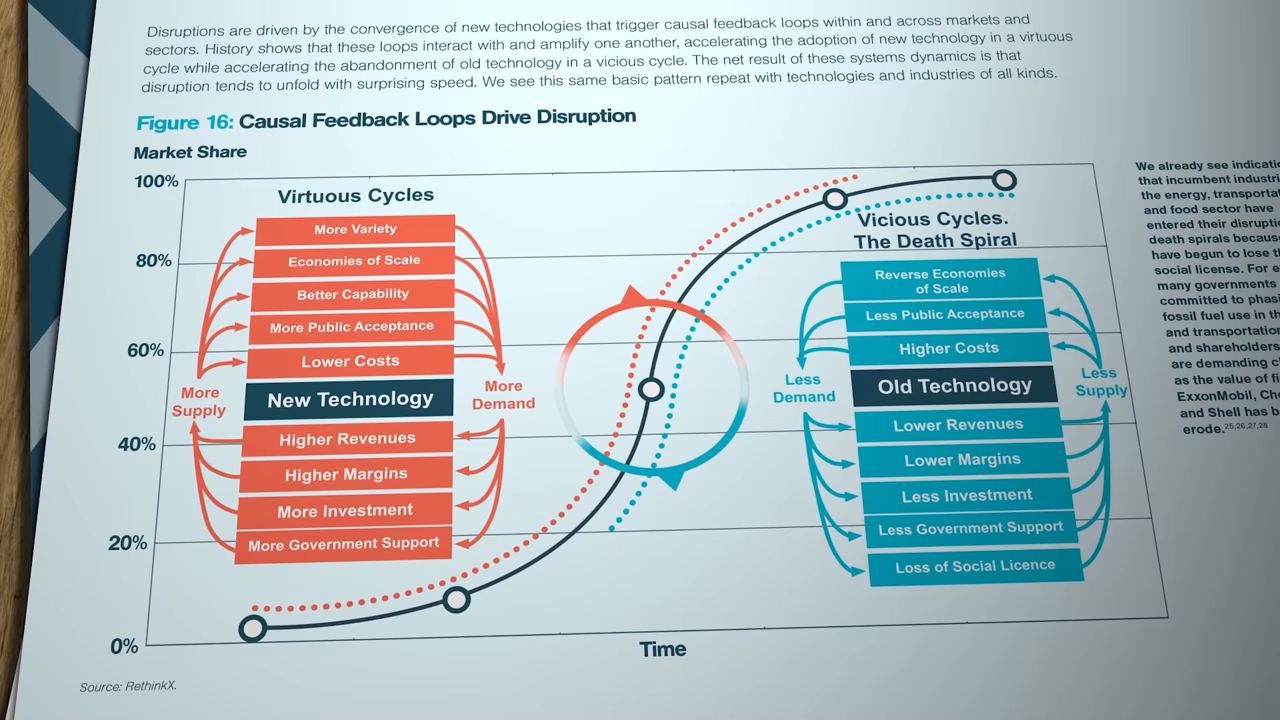 Disruptions are driven by the convergence of new technologies that trigger causal feedback loops within and across markets and
sectors. History shows that these loops interact with and amplify one another, accelerating the adoption of new technology in a virtuous
cycle while accelerating the abandonment of old technology in a vicious cycle. The net result of these systems dynamics is that
disruption tends to unfold with surprising speed. We see this same basic pattern repeat with technologies and industries of all kinds.
Figure 16: Causal Feedback Loops Drive Disruption
Market Share
100%
80%
60%
40%
20%
0%
Virtuous Cycles
More Variety
Economies of Scale
Better Capability
More Public Acceptance
Lower Costs
New Technology
Higher Revenues
Higher Margins
More Investment
More Government Support
More
Supply
More
Demand
Vicious Cycles.
The Death Spiral
Reverse Economies
of Scale
Less Public Acceptance
Higher Costs
Old Technology
Lower Revenues
Lower Margins
Less Investment
Less Government Support
Loss of Social Licence
Less
Demand
Less
Supply
Time
Source: RethinkX.
We already see
that incumbent
the energy,
and food sector have
entered their
death spirals
have begun to lose
social license. For
many governments
committed to
fossil fuel use in
and
and shareholders
are demanding
as the value of
ExxonMobil,
and Shell has
erode.25,26,27,28